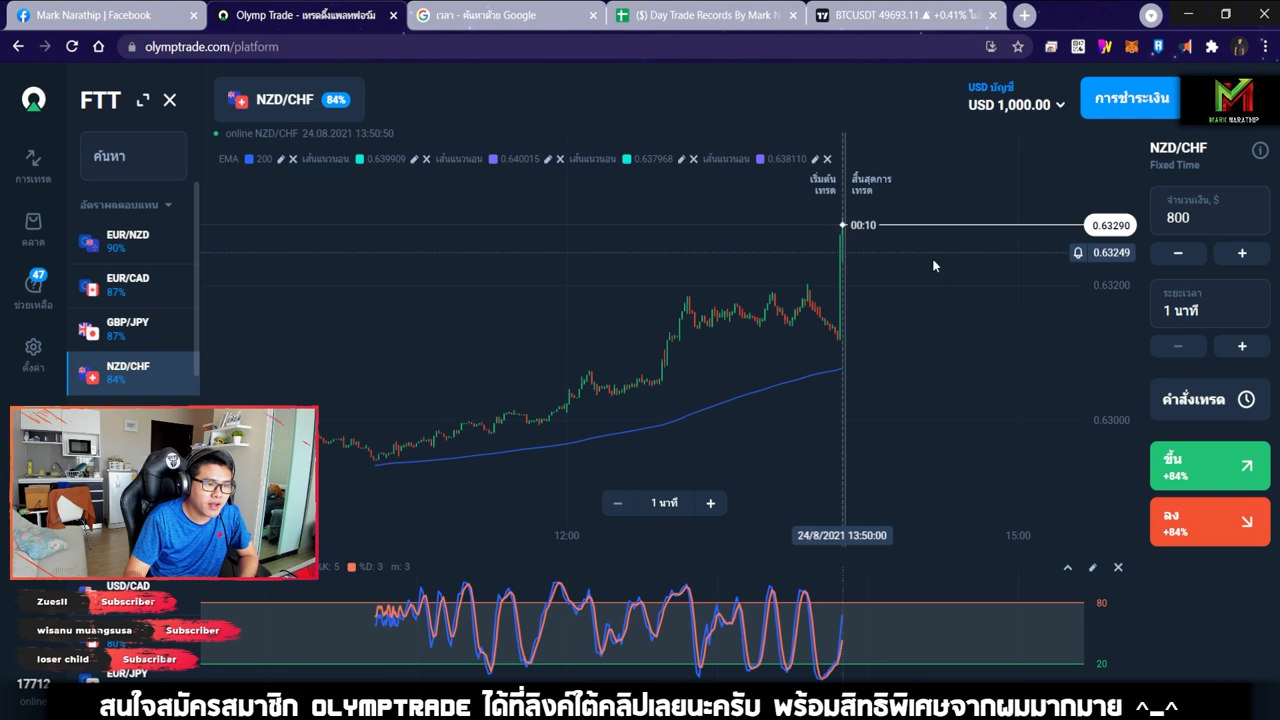 Mark Narathip | Facebook
Olymp Trade - เทรดดิ้งแพลทฟอร์ม
เวลา - ค้นหาด้วย Google
($) Day Trade Records By Mark N
BTCUSDT 49693.11 ▲ +0.41% ไม่
olymptrade.com/platform
FTT
NZD/CHF 84%
USD บัญชี
USD 1,000.00
การชำระเงิน
MARK NARATHIP
online NZD/CHF 24.08.2021 13:50:50
ค้นหา
EMA 200 เส้นแนวนอน 0.639909 เส้นแนวนอน 0.640015 เส้นแนวนอน 0.637968 เส้นแนวนอน 0.638110
NZD/CHF
Fixed Time
การเทรด
เริ่มต้น
เทรด
สิ้นสุดการ
เทรด
อัตราผลตอบแทน
จำนวนเงิน, $
800
ตลาด
EUR/NZD
90%
00:10
0.63290
0.63249
47
ช่วยเหลือ
EUR/CAD
87%
0.63200
ระยะเวลา
1 นาที
GBP/JPY
87%
ตั้งค่า
NZD/CHF
84%
คำสั่งเทรด
0.63000
ขึ้น
+84%
1 นาที
ลง
+84%
12:00
24/8/2021 13:50:00
15:00
%K: 5 %D: 3 m: 3
USD/CAD
Zuesll Subscriber
80
wisanu muangsusa Subscriber
80%
loser child Subscriber
20
EUR/JPY
17712
online
สนใจสมัครสมาชิก OLYMPTRADE ได้ที่ลิงค์ใต้คลิปเลยนะครับ พร้อมสิทธิพิเศษจากผมมากมาย ^_^